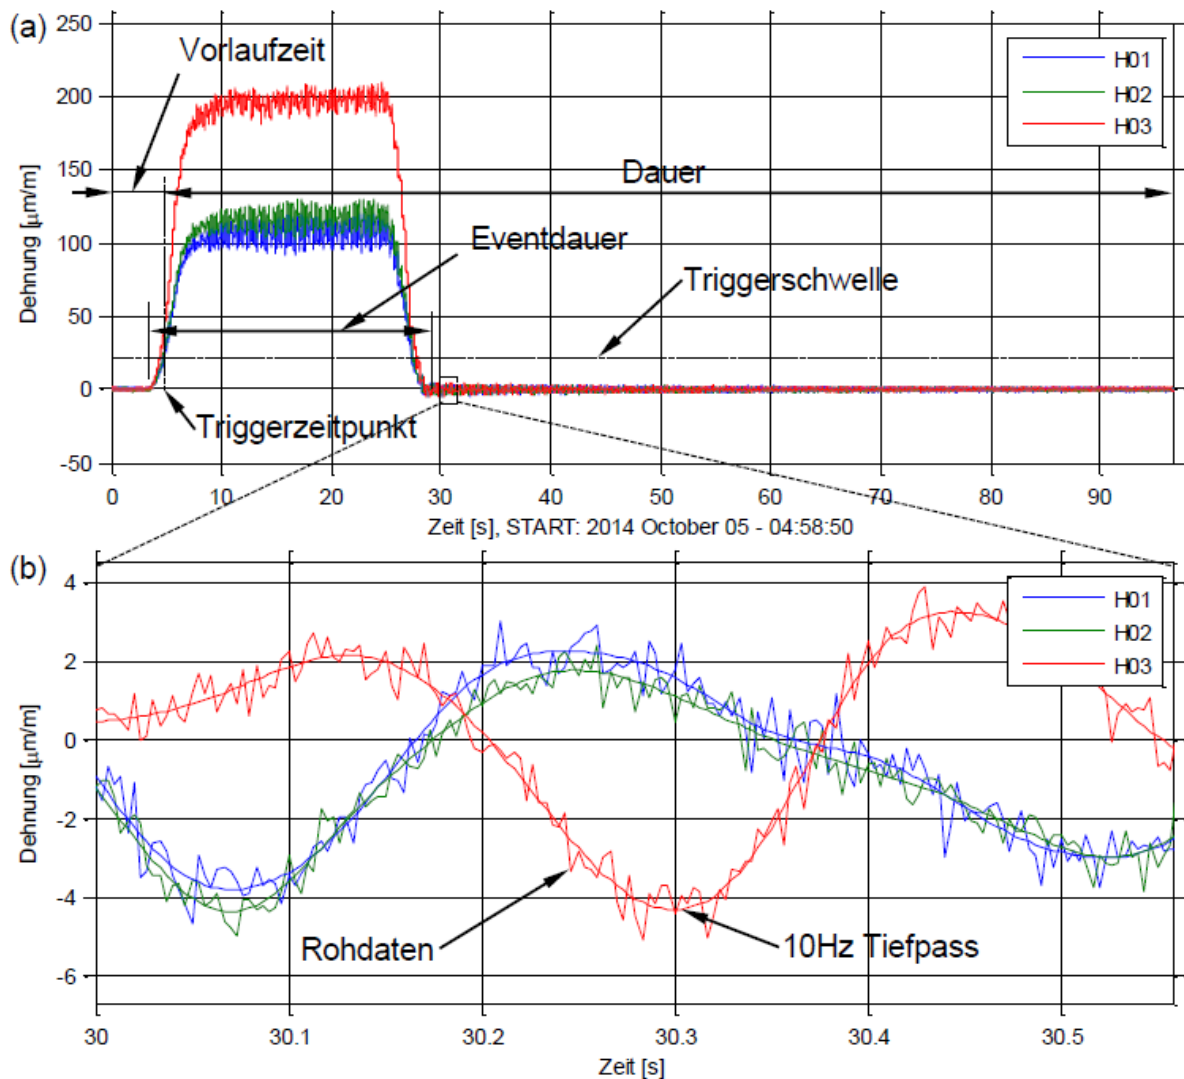 (a)
250
200
150
100
50
0
-50
Dehnung [μm/m]
Vorlaufzeit
H01
H02
H03
Dauer
Eventdauer
Triggerschwelle
Triggerzeitpunkt
0 10 20 30 40 50 60 70 80 90
Zeit [s], START: 2014 October 05 - 04:58:50
(b)
4
2
0
-2
-4
-6
Dehnung [μm/m]
H01
H02
H03
Rohdaten
10Hz Tiefpass
30 30.1 30.2 30.3 30.4 30.5
Zeit [s]